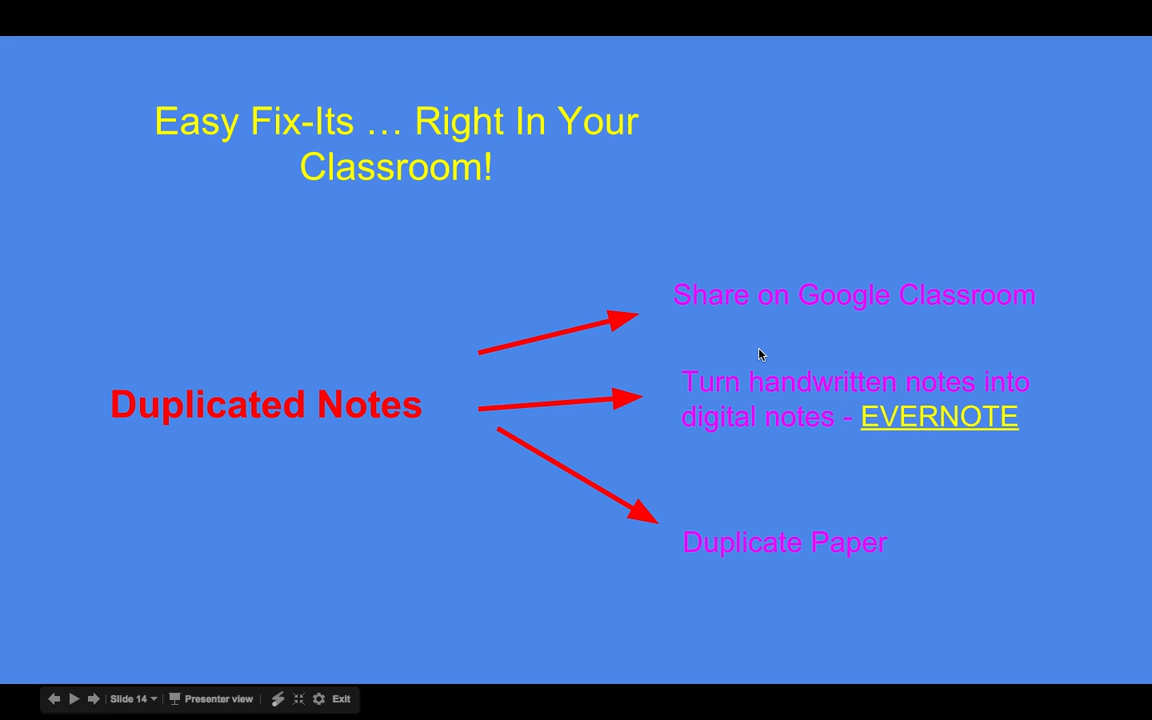 Easy Fix-Its … Right In Your
Classroom!
Share on Google Classroom
Duplicated Notes
Turn handwritten notes into
digital notes - EVERNOTE
Duplicate Paper
Slide 14
Presenter view
Exit